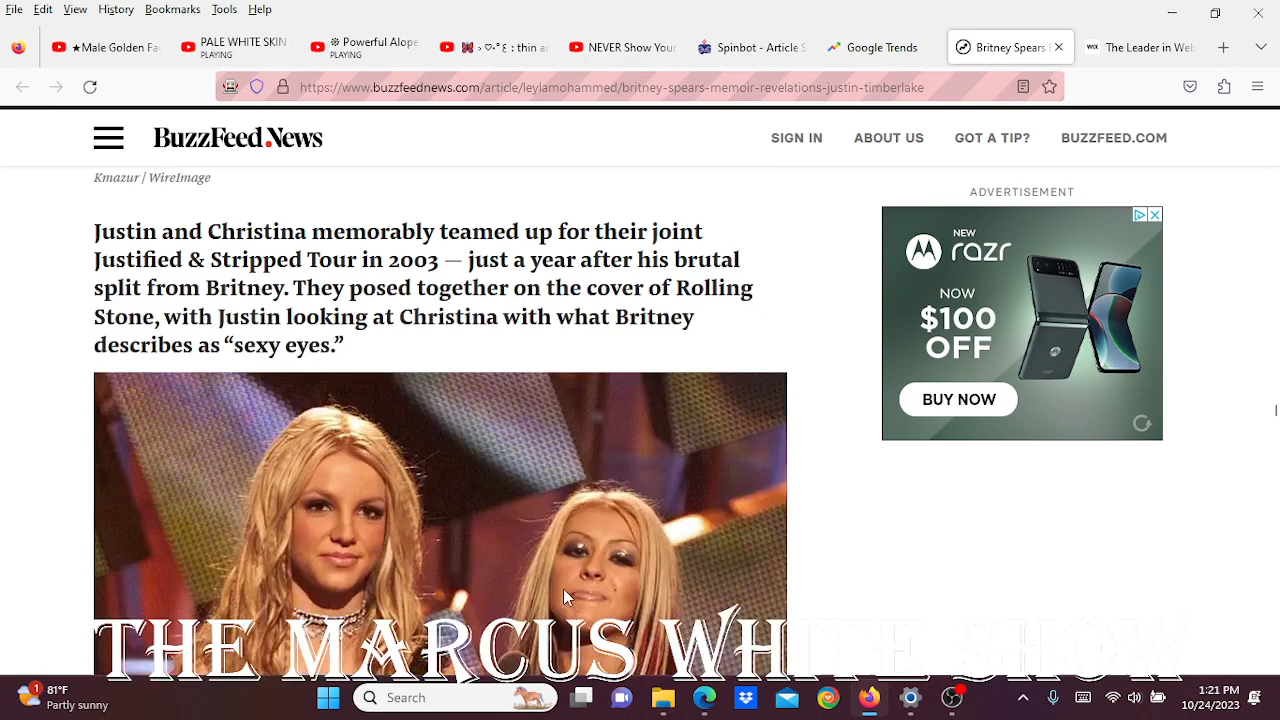 File Edit View History Bookmarks Tools Help
★Male Golden Fa
PALE WHITE SKIN
PLAYING
Powerful Alope
PLAYING
thin ar
NEVER Show Your
Spinbot - Article S
Google Trends
Britney Spears
WIX The Leader in Web
https://www.buzzfeednews.com/article/leylamohammed/britney-spears-memoir-revelations-justin-timberlake
BuzzFeed News
SIGN IN ABOUT US GOT A TIP? BUZZFEED.COM
Kmazur / WireImage
ADVERTISEMENT
Justin and Christina memorably teamed up for their joint
Justified & Stripped Tour in 2003 — just a year after his brutal
split from Britney. They posed together on the cover of Rolling
Stone, with Justin looking at Christina with what Britney
describes as “sexy eyes.”
NEW
razr
NOW
$100
OFF
BUY NOW
THE MARCUS WHITE SHOW
1
81°F
Partly sunny
Search
1:21 PM